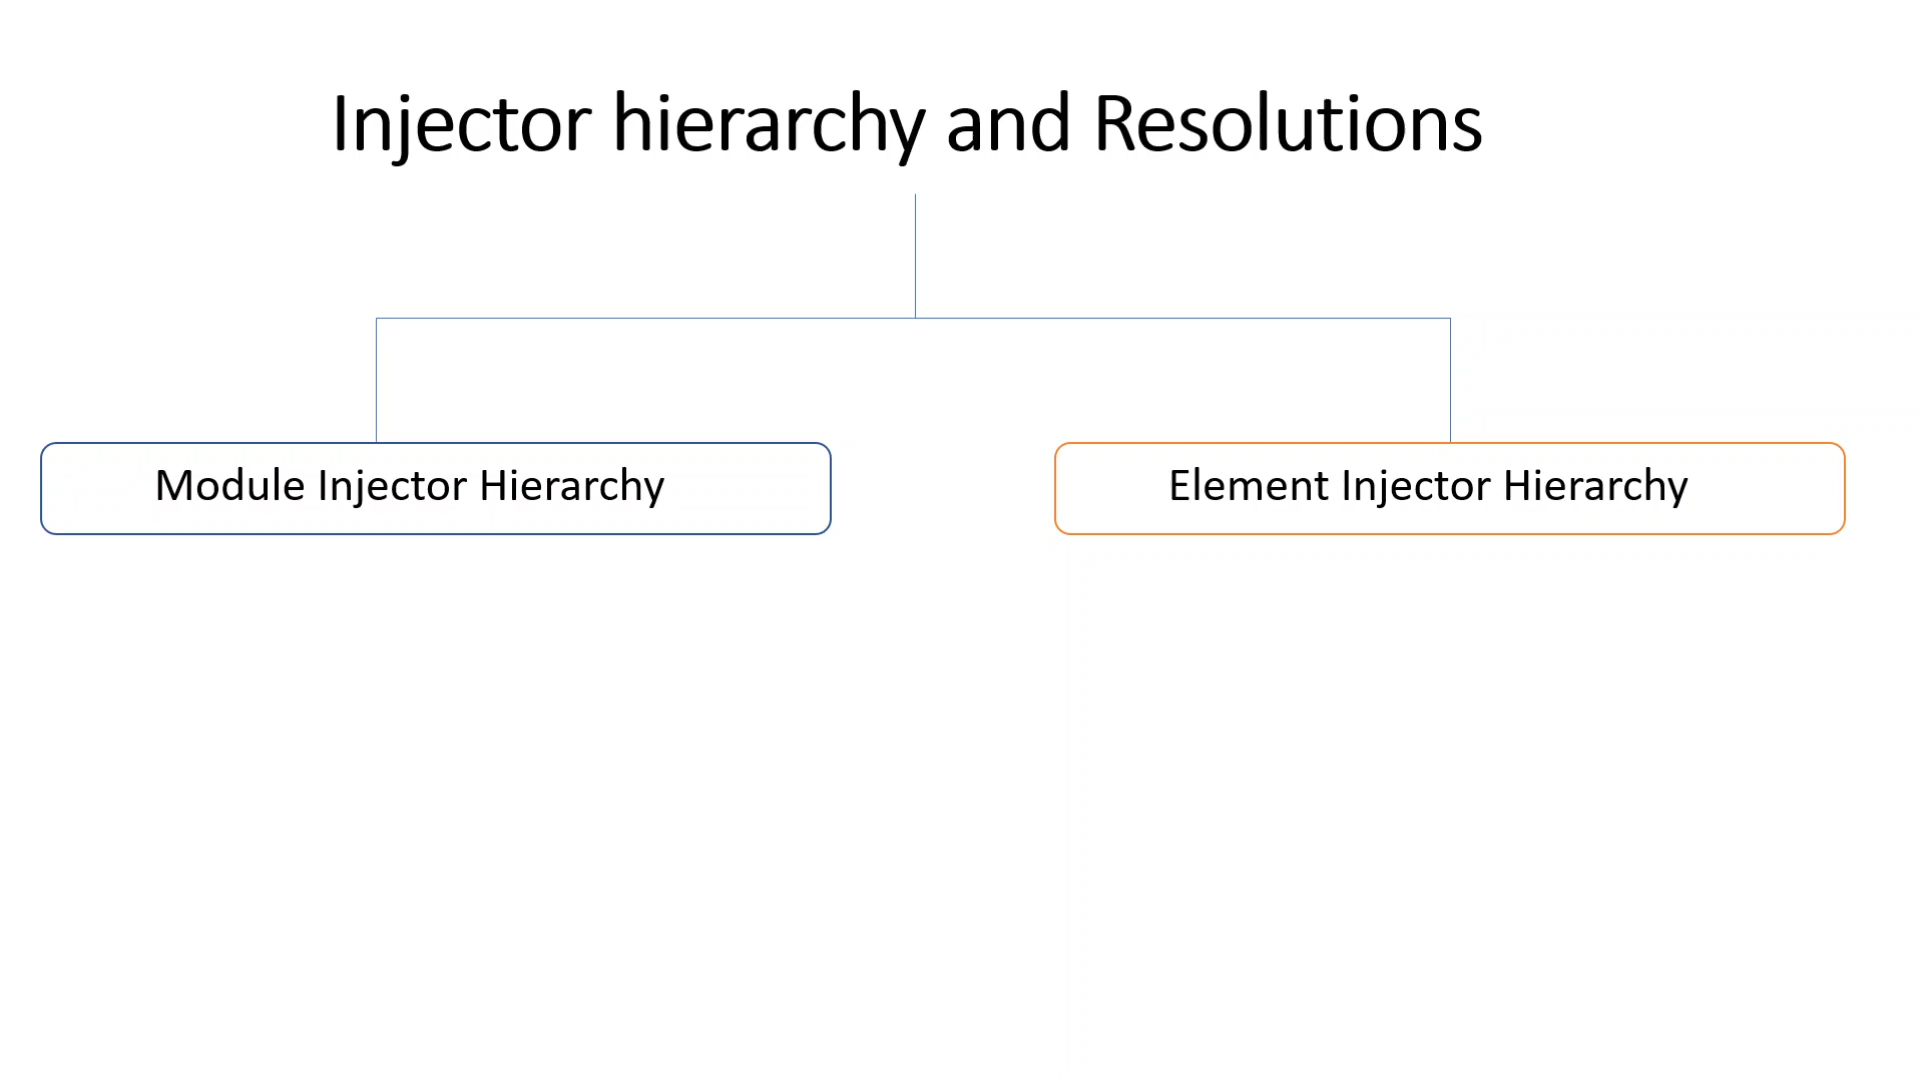 Injector hierarchy and Resolutions
Module Injector Hierarchy
Element Injector Hierarchy